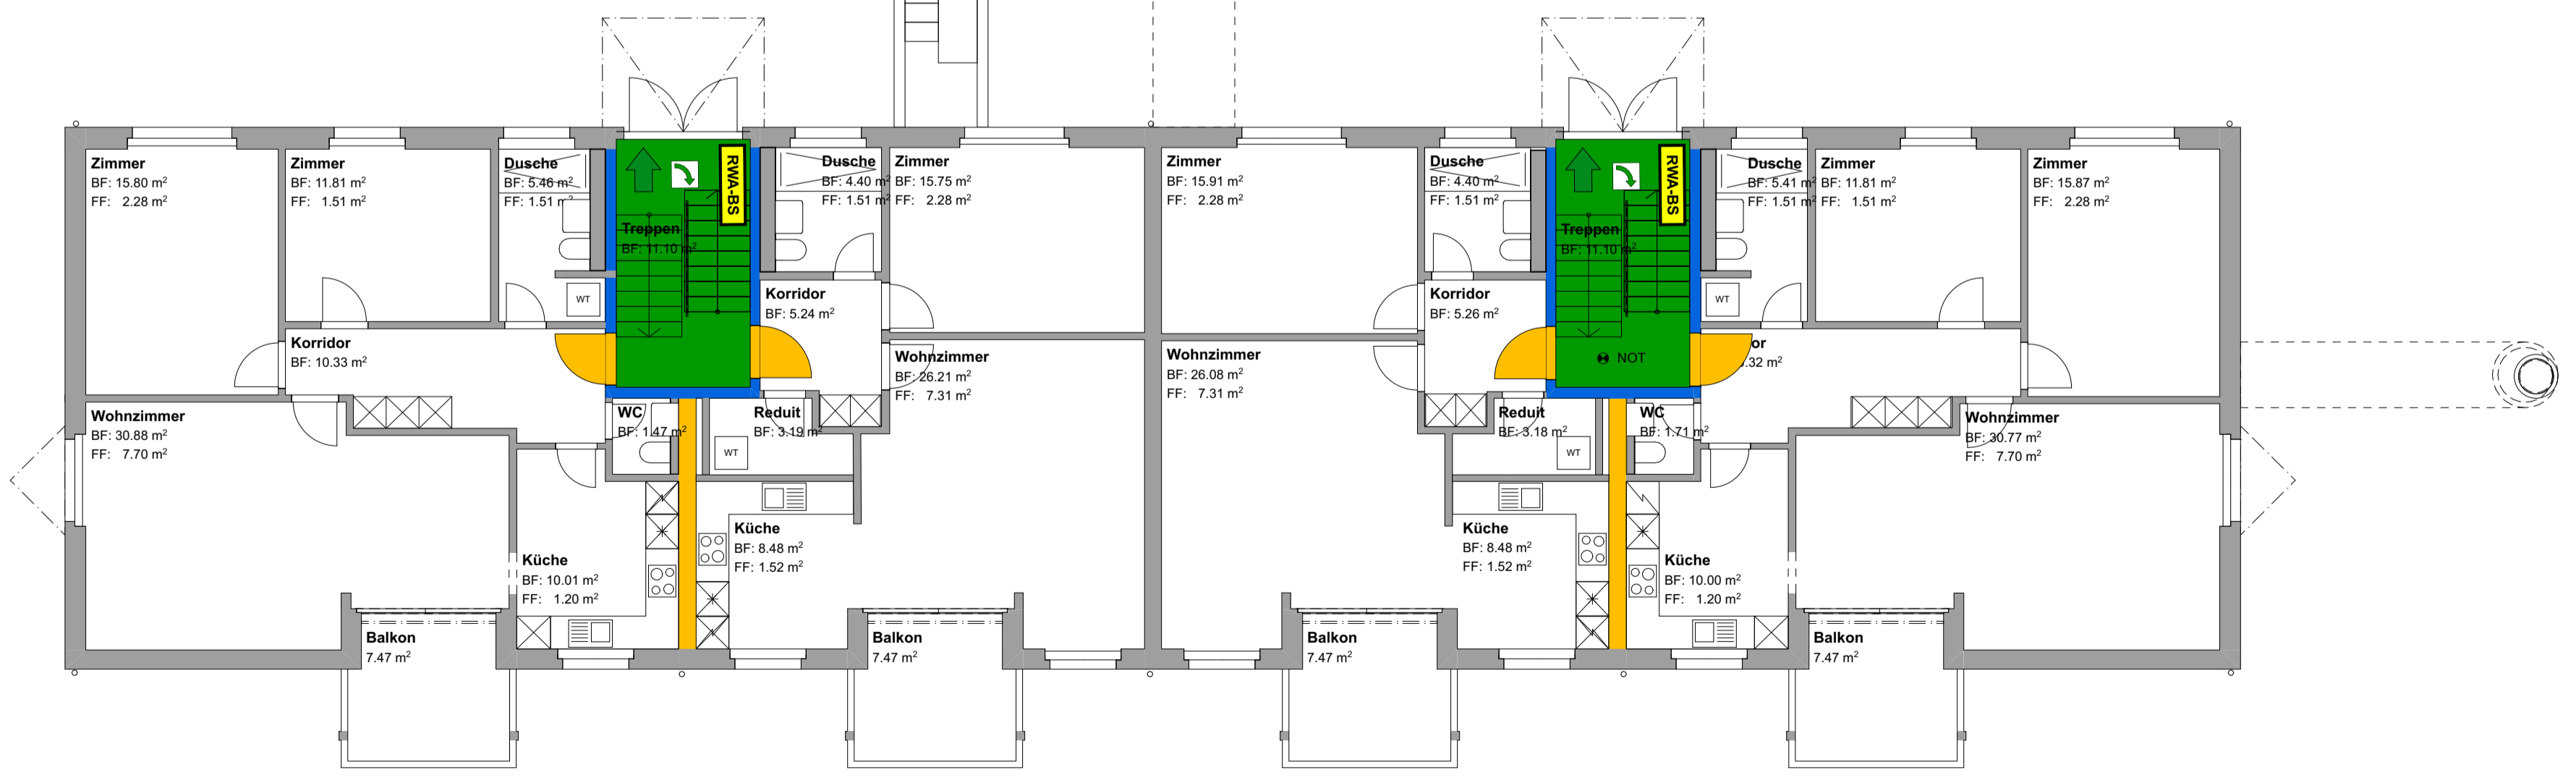 Zimmer
BF: 15.80 m²
FF: 2.28 m²
Zimmer
BF: 11.81 m²
FF: 1.51 m²
Dusche
BF: 5.46 m²
FF: 1.51 m²
WT
Korridor
BF: 10.33 m²
Wohnzimmer
BF: 30.88 m²
FF: 7.70 m²
Küche
BF: 10.01 m²
FF: 1.20 m²
Balkon
7.47 m²
RWA-BS
Treppen
BF: 11.10 m²
WC
BF: 1.47 m²
Dusche
BF: 4.40 m²
FF: 1.51 m²
Korridor
BF: 5.24 m²
Reduit
BF: 3.19 m²
WT
Küche
BF: 8.48 m²
FF: 1.52 m²
Zimmer
BF: 15.75 m²
FF: 2.28 m²
Wohnzimmer
BF: 26.21 m²
FF: 7.31 m²
Balkon
7.47 m²
Zimmer
BF: 15.91 m²
FF: 2.28 m²
Wohnzimmer
BF: 26.08 m²
FF: 7.31 m²
Balkon
7.47 m²
Dusche
BF: 4.40 m²
FF: 1.51 m²
Korridor
BF: 5.26 m²
Reduit
BF: 3.18 m²
WT
Küche
BF: 8.48 m²
FF: 1.52 m²
RWA-BS
Treppen
BF: 11.10 m²
NOT
WC
BF: 1.71 m²
Dusche
BF: 5.41 m²
FF: 1.51 m²
WT
or
.32 m²
Küche
BF: 10.00 m²
FF: 1.20 m²
Zimmer
BF: 11.81 m²
FF: 1.51 m²
Zimmer
BF: 15.87 m²
FF: 2.28 m²
Wohnzimmer
BF: 30.77 m²
FF: 7.70 m²
Balkon
7.47 m²